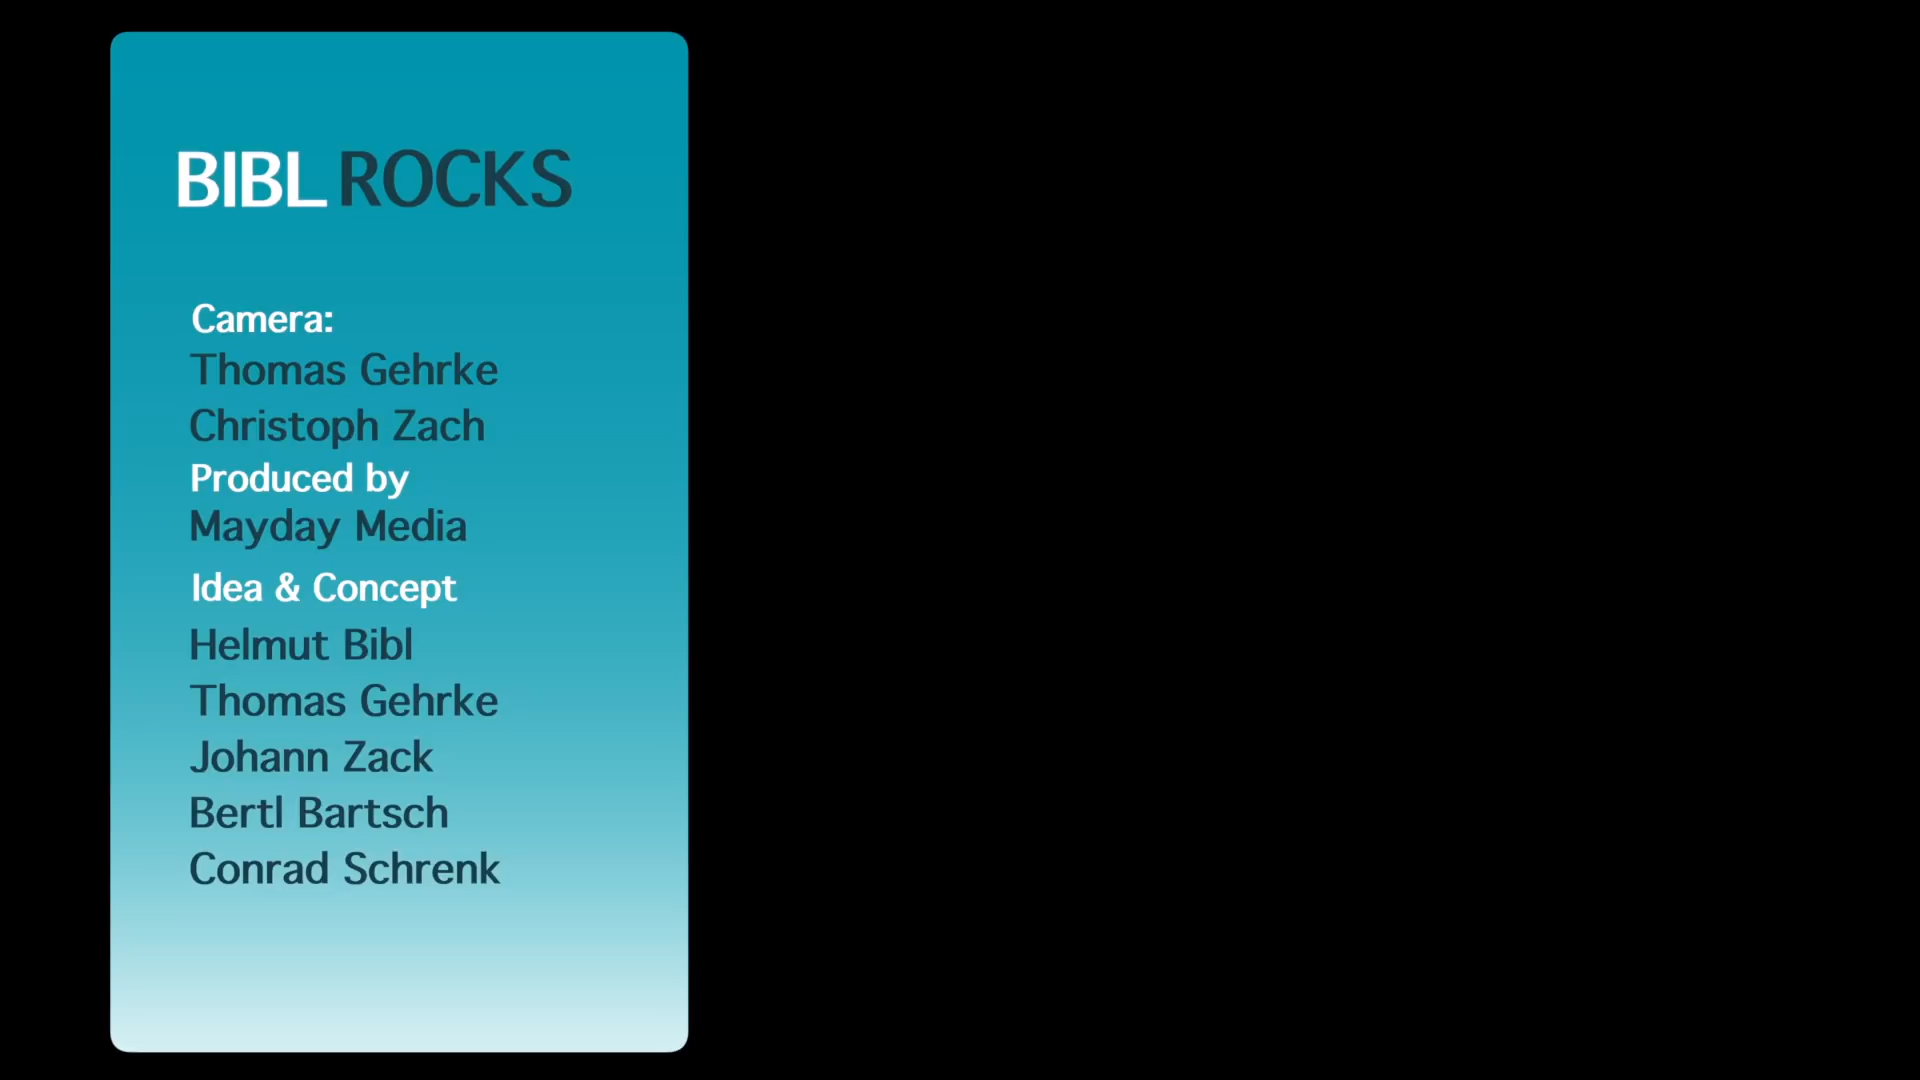 BIBL ROCKS
Camera:
Thomas Gehrke
Christoph Zach
Produced by
Mayday Media
Idea & Concept
Helmut Bibl
Thomas Gehrke
Johann Zack
Bertl Bartsch
Conrad Schrenk